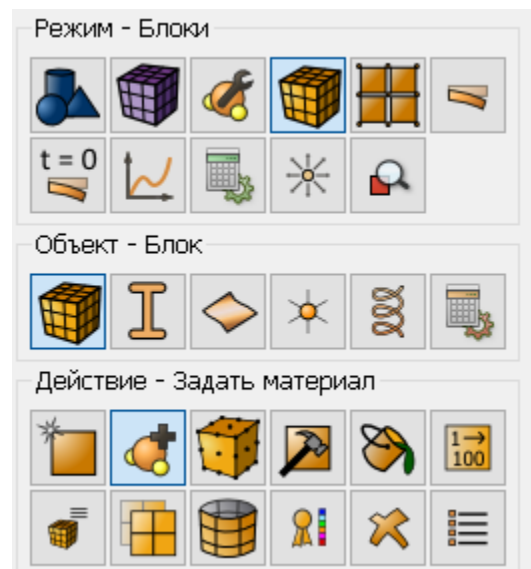 Режим - Блоки
t = 0
Объект - Блок
Действие - Задать материал
1→
100